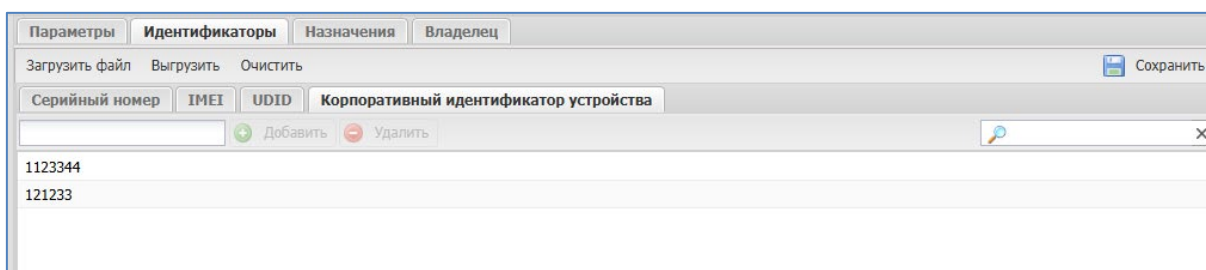 Параметры Идентификаторы Назначения Владелец
Загрузить файл Выгрузить Очистить Сохранить
Серийный номер IMEI UDID Корпоративный идентификатор устройства
Добавить Удалить
1123344
121233